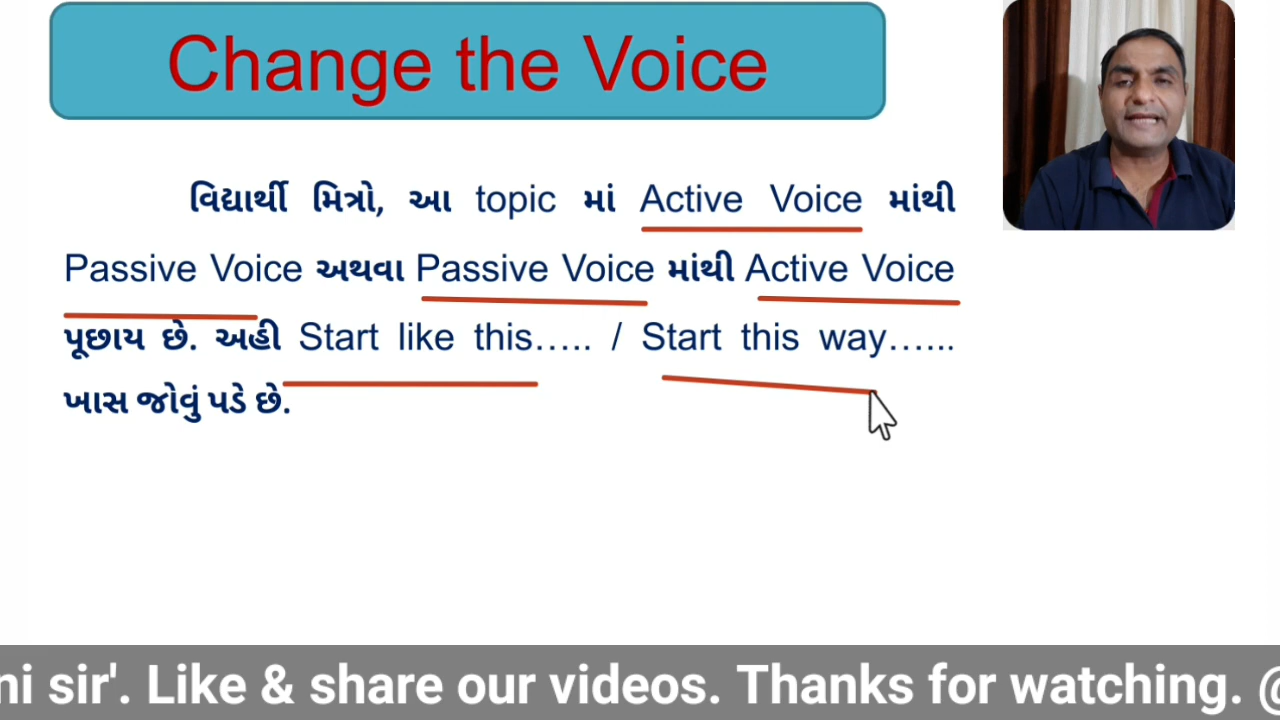 Change the Voice
વિદ્યાર્થી મિત્રો, આ topic માં Active Voice માંથી
Passive Voice અથવા Passive Voice માંથી Active Voice
પૂછાય છે. અહી Start like this….. / Start this way…...
ખાસ જોવું પડે છે.
ni sir'. Like & share our videos. Thanks for watching. @